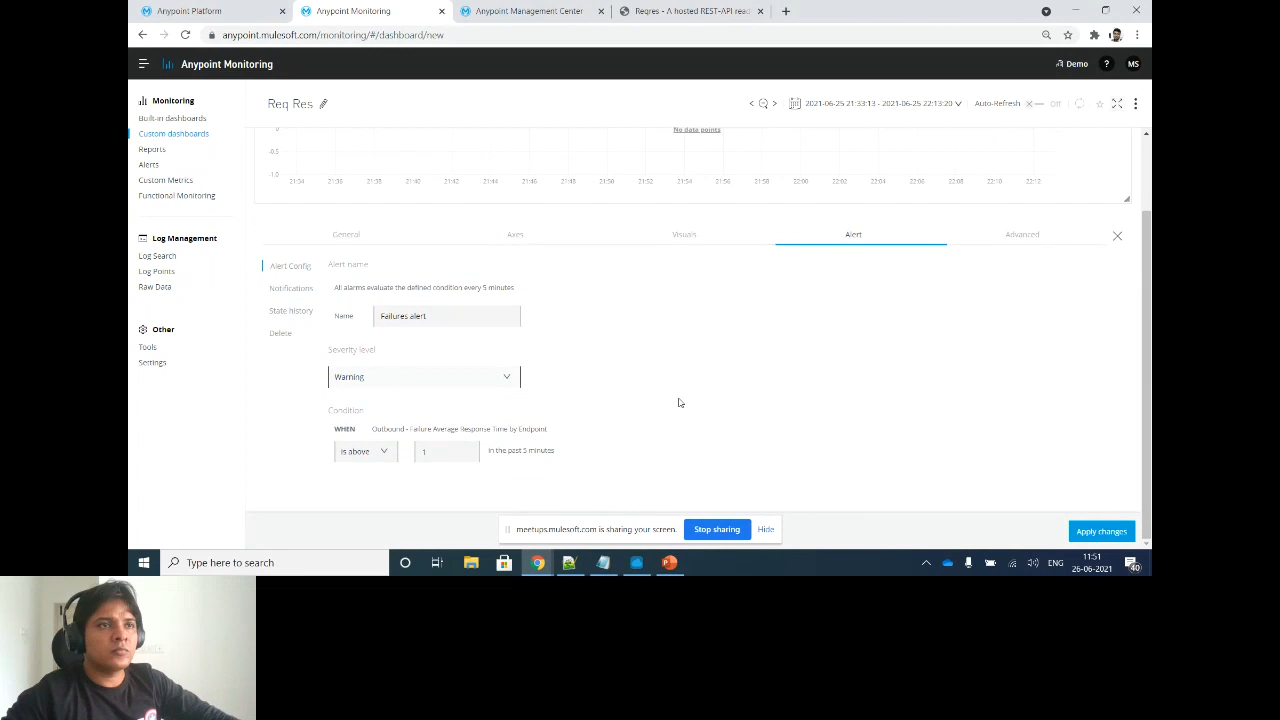 Anypoint Platform
Anypoint Monitoring
Anypoint Management Center
Reqres - A hosted REST-API read
anypoint.mulesoft.com/monitoring/#/dashboard/new
Anypoint Monitoring
Demo
?
MS
Monitoring
Built-in dashboards
Custom dashboards
Reports
Alerts
Custom Metrics
Functional Monitoring
Log Management
Log Search
Log Points
Raw Data
Other
Tools
Settings
Req Res
2021-06-25 21:33:13 - 2021-06-25 22:13:20
Auto-Refresh
Off
0
-0.5
-1.0
No data points
21:34 21:36 21:38 21:40 21:42 21:44 21:46 21:48 21:50 21:52 21:54 21:56 21:58 22:00 22:02 22:04 22:06 22:08 22:10 22:12
General
Axes
Visuals
Alert
Advanced
Alert Config
Notifications
State history
Delete
Alert name
All alarms evaluate the defined condition every 5 minutes
Name
Failures alert
Severity level
Warning
Condition
WHEN Outbound - Failure Average Response Time by Endpoint
is above
1
in the past 5 minutes
meetups.mulesoft.com is sharing your screen.
Stop sharing
Hide
Apply changes
Type here to search
ENG
11:51
26-06-2021
40